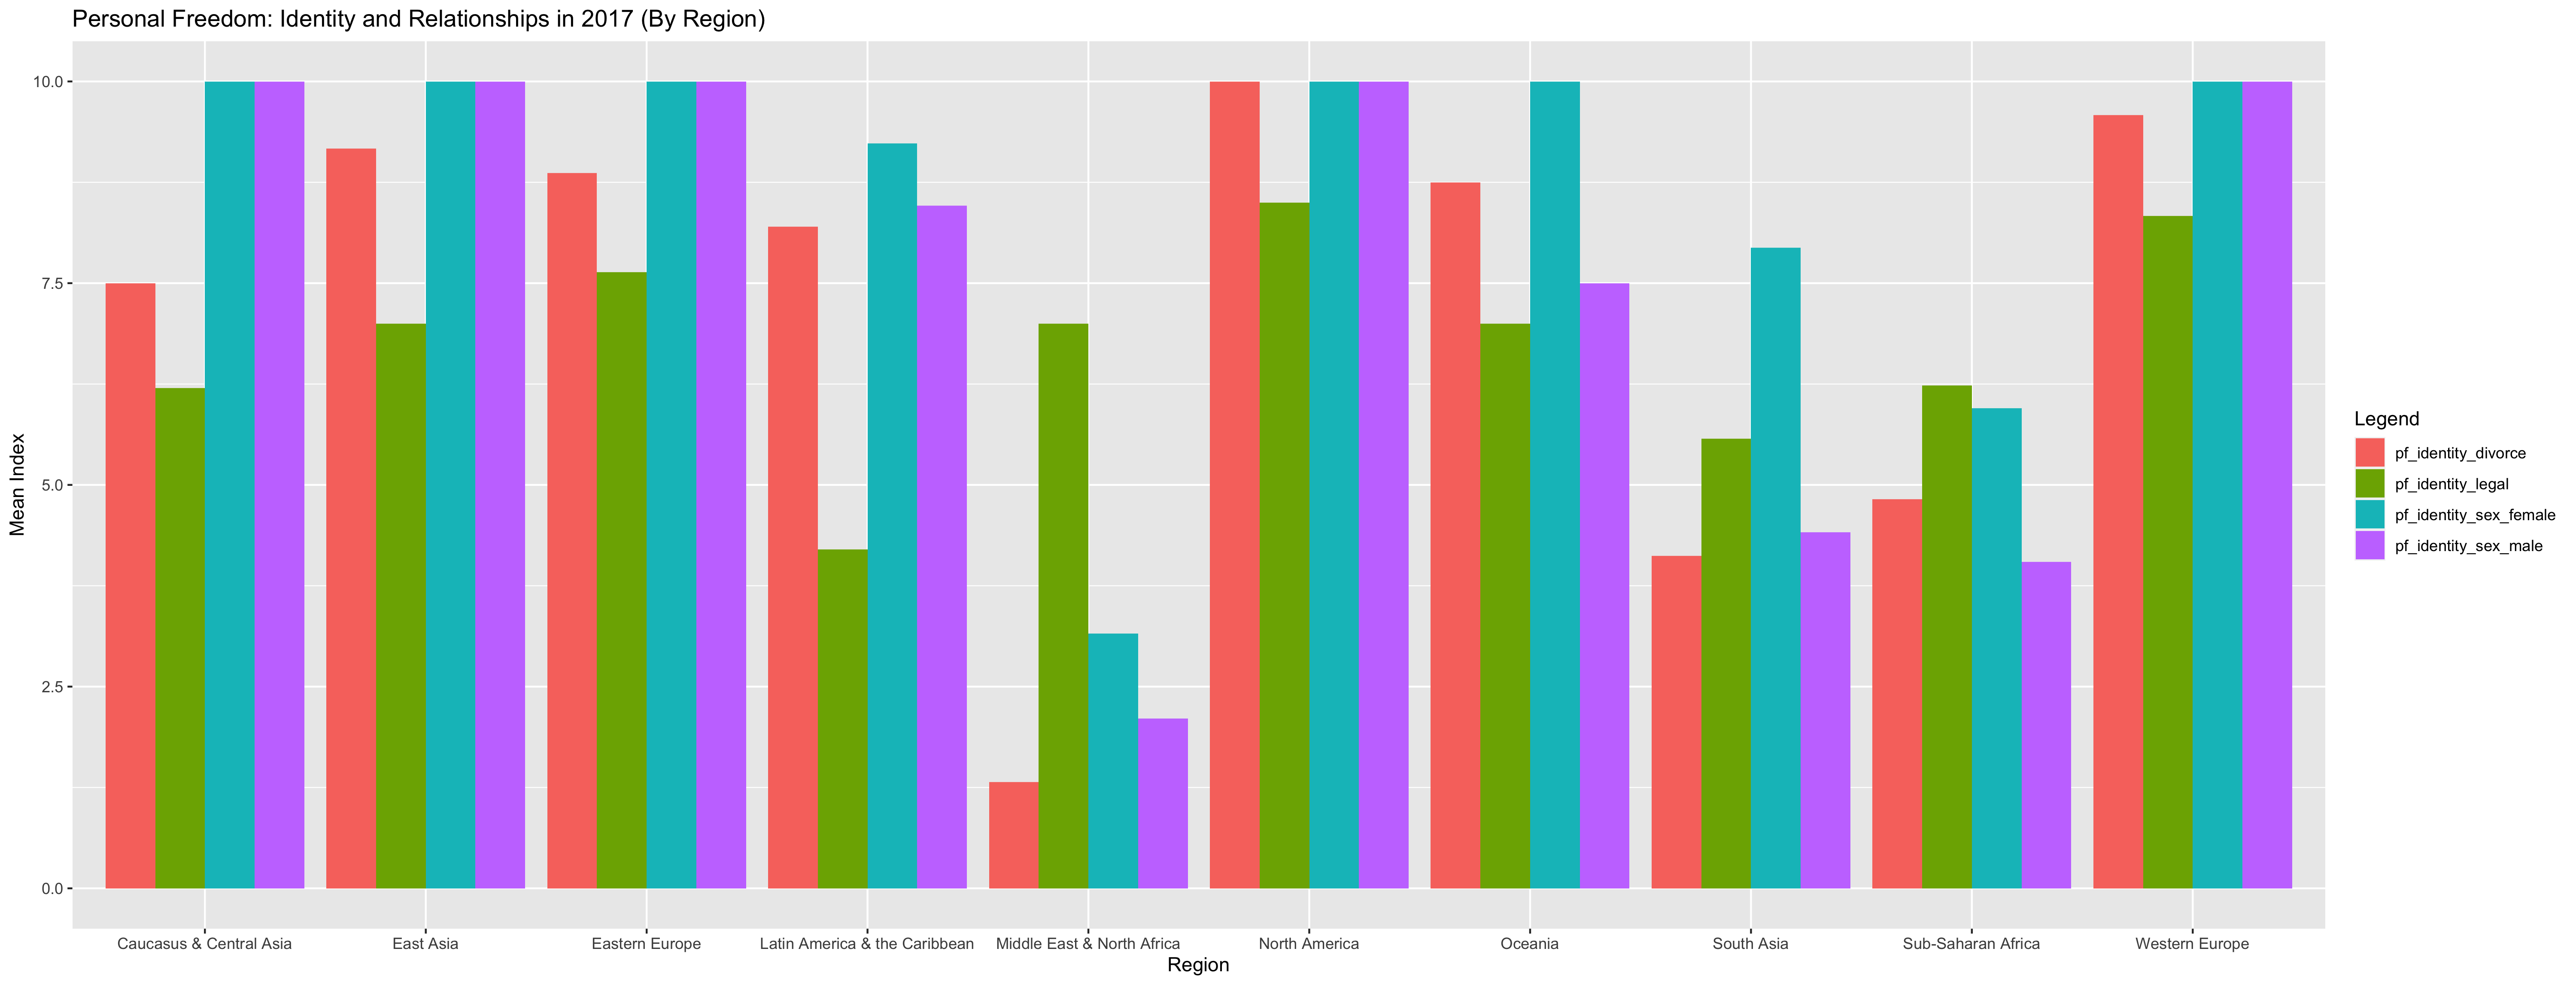 Personal Freedom: Identity and Relationships in 2017 (By Region)
10.0
7.5
5.0
2.5
0.0
Mean Index
Caucasus & Central Asia
East Asia
Eastern Europe
Latin America & the Caribbean
Middle East & North Africa
North America
Oceania
South Asia
Sub-Saharan Africa
Western Europe
Region
Legend
pf_identity_divorce
pf_identity_legal
pf_identity_sex_female
pf_identity_sex_male